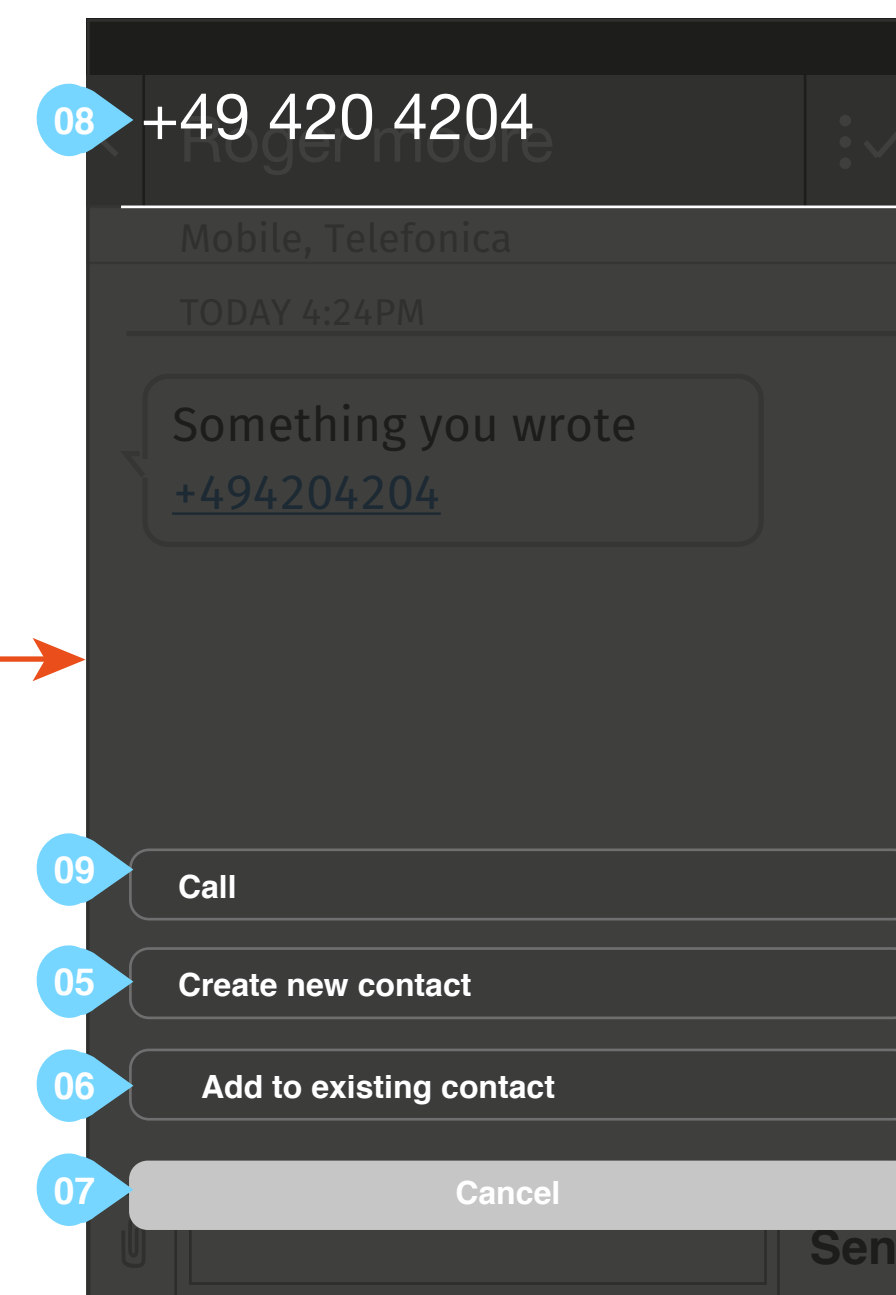 08
+49 420 4204
Roger moore
Mobile, Telefonica
TODAY 4:24PM
Something you wrote
+494204204
09
Call
05
Create new contact
06
Add to existing contact
07
Cancel
Sen